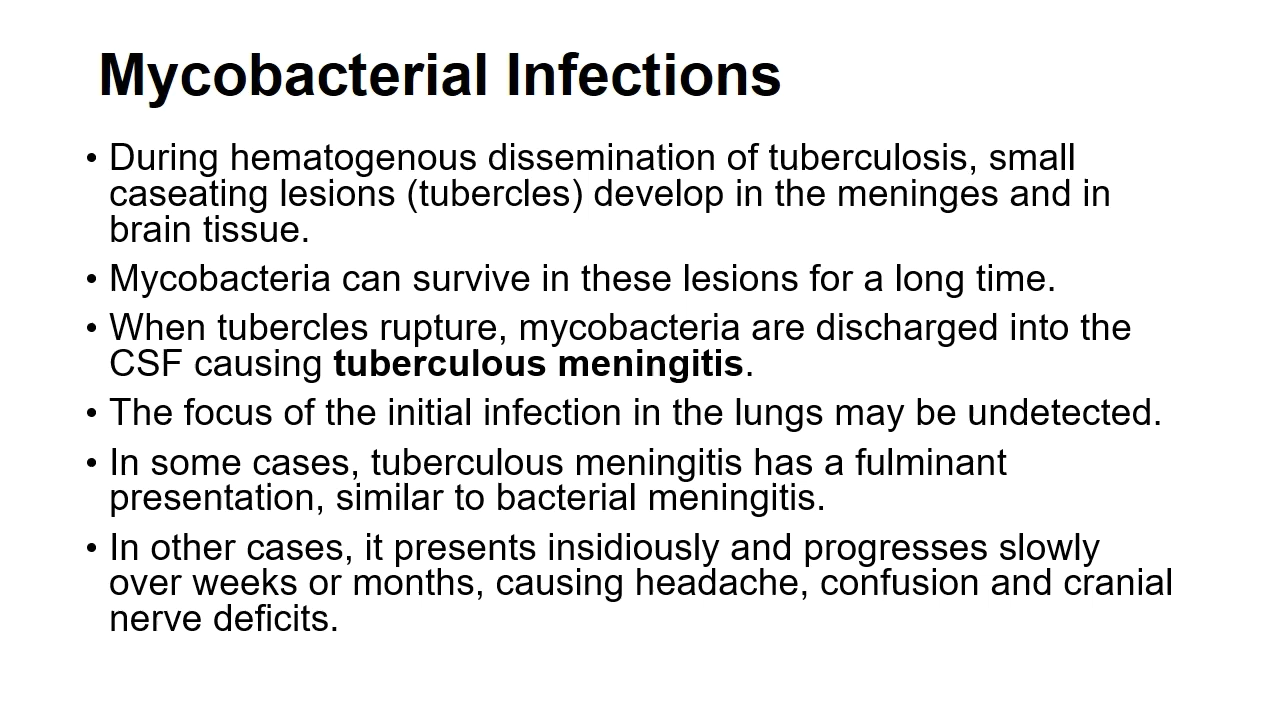 Mycobacterial Infections
• During hematogenous dissemination of tuberculosis, small
caseating lesions (tubercles) develop in the meninges and in
brain tissue.
• Mycobacteria can survive in these lesions for a long time.
• When tubercles rupture, mycobacteria are discharged into the
CSF causing tuberculous meningitis.
• The focus of the initial infection in the lungs may be undetected.
• In some cases, tuberculous meningitis has a fulminant
presentation, similar to bacterial meningitis.
• In other cases, it presents insidiously and progresses slowly
over weeks or months, causing headache, confusion and cranial
nerve deficits.